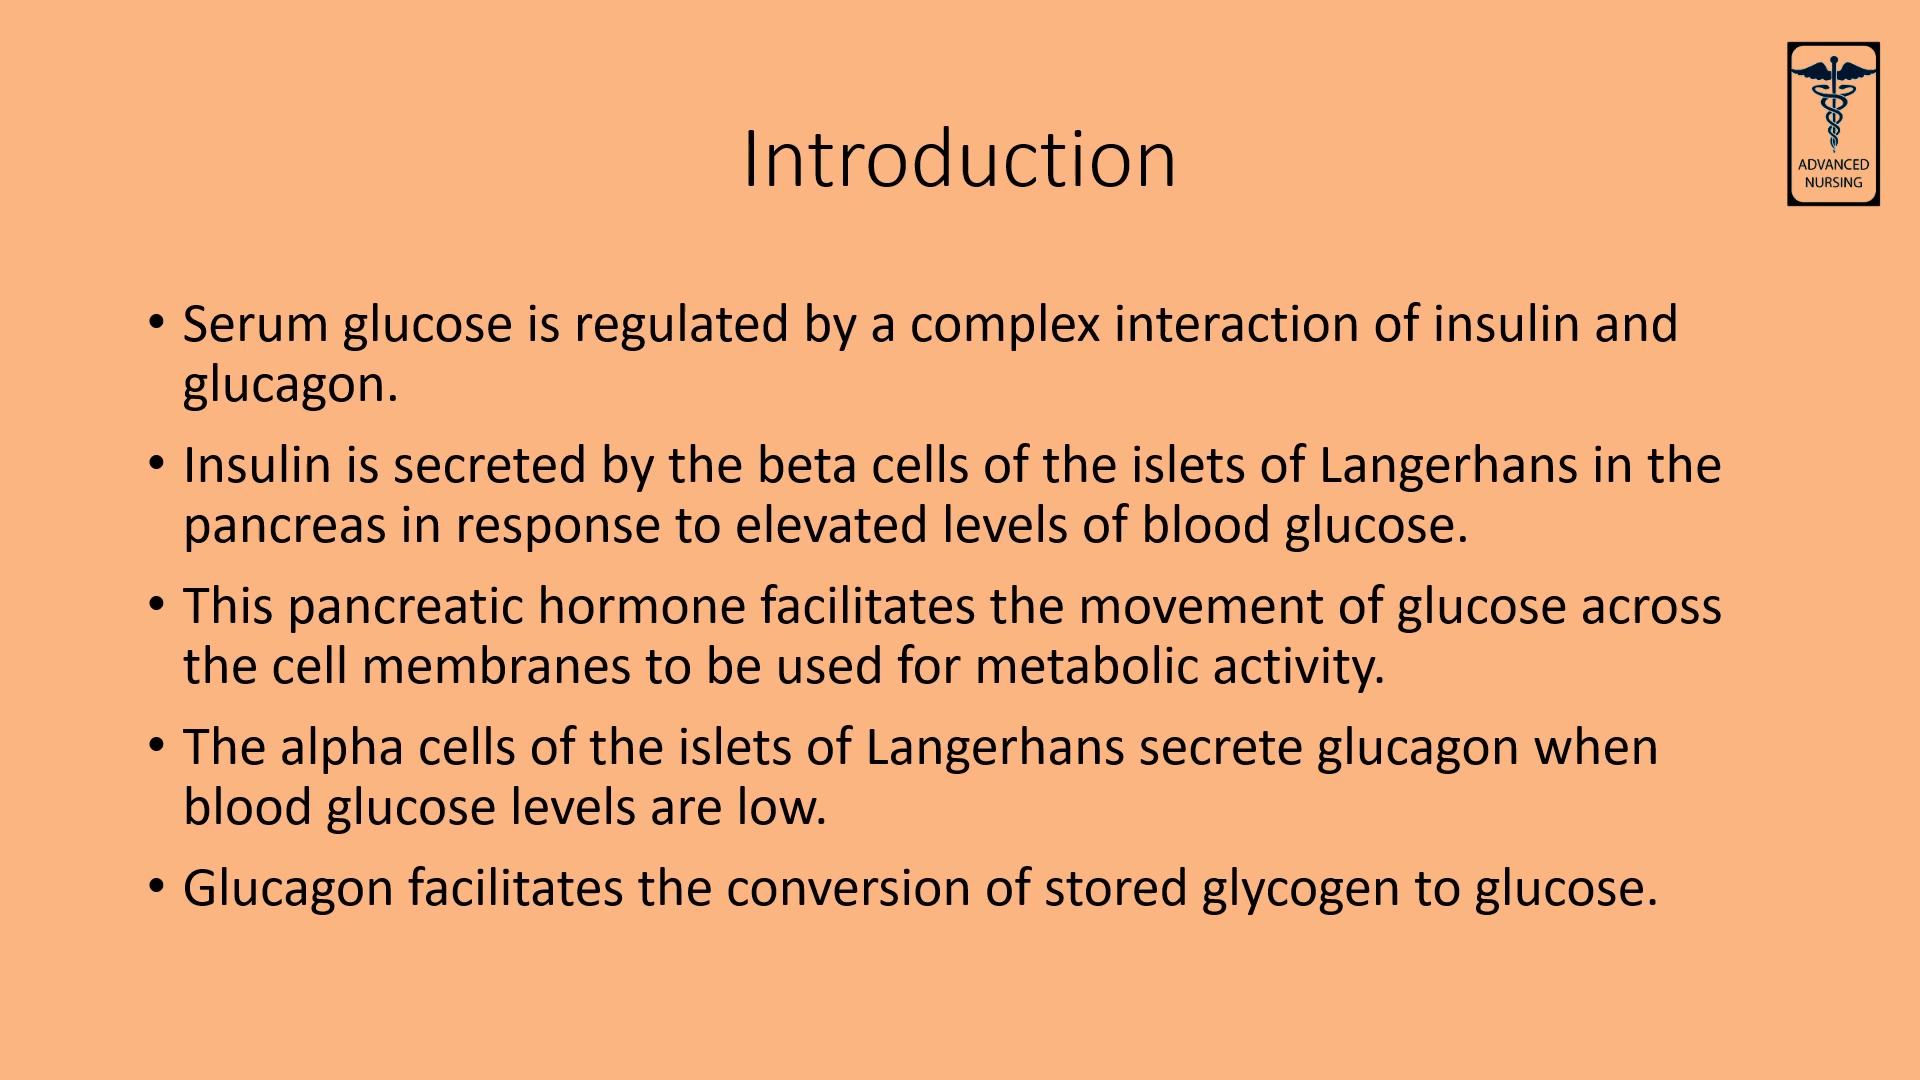 ADVANCED
NURSING
Introduction
• Serum glucose is regulated by a complex interaction of insulin and
glucagon.
• Insulin is secreted by the beta cells of the islets of Langerhans in the
pancreas in response to elevated levels of blood glucose.
• This pancreatic hormone facilitates the movement of glucose across
the cell membranes to be used for metabolic activity.
• The alpha cells of the islets of Langerhans secrete glucagon when
blood glucose levels are low.
• Glucagon facilitates the conversion of stored glycogen to glucose.